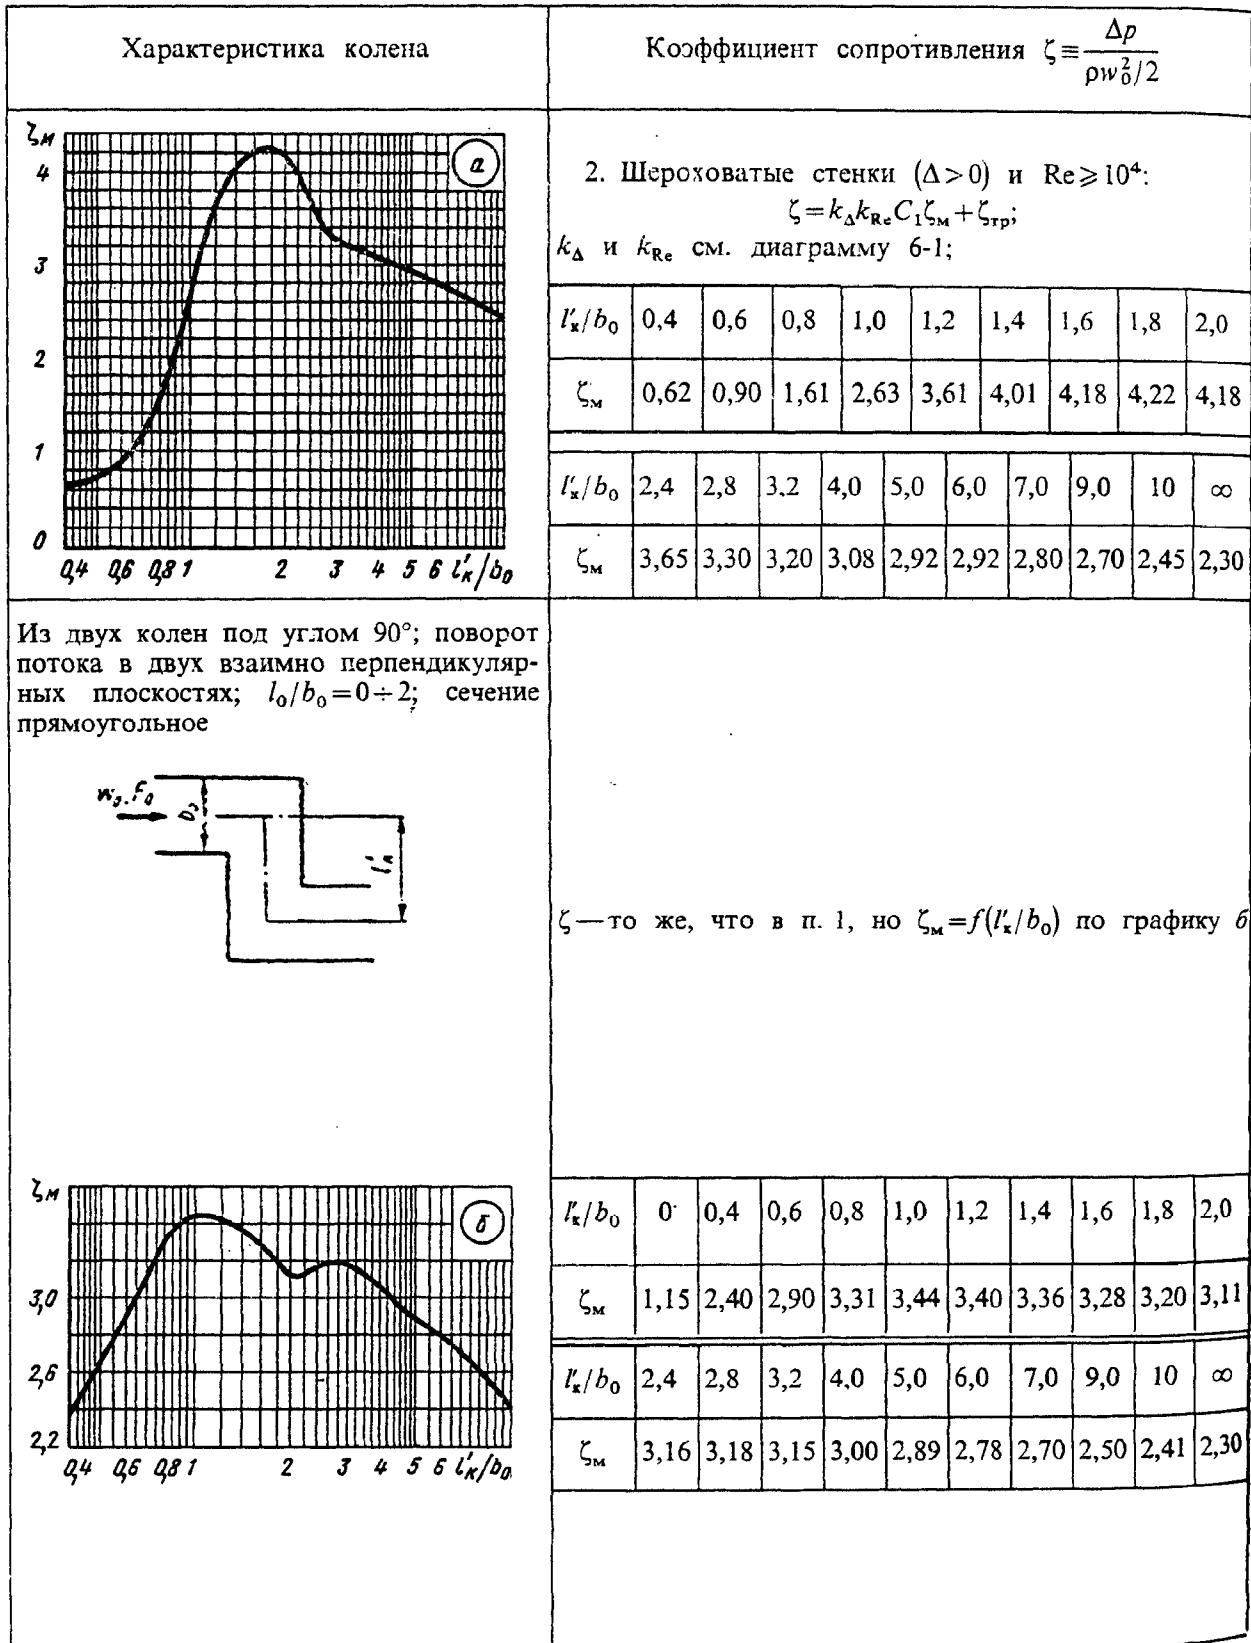 Характеристика колена
Коэффициент сопротивления ζ≡Δp/(ρw₀²/2)
ζм
4
3
2
1
0
а
0,4 0,6 0,8 1 2 3 4 5 6 l′к/b₀
2. Шероховатые стенки (Δ>0) и Re⩾10⁴:
ζ=kΔkReC₁ζм+ζтр;
kΔ и kRe см. диаграмму 6-1;
l′к/b₀ 0,4 0,6 0,8 1,0 1,2 1,4 1,6 1,8 2,0
ζм 0,62 0,90 1,61 2,63 3,61 4,01 4,18 4,22 4,18
l′к/b₀ 2,4 2,8 3,2 4,0 5,0 6,0 7,0 9,0 10 ∞
ζм 3,65 3,30 3,20 3,08 2,92 2,92 2,80 2,70 2,45 2,30
Из двух колен под углом 90°; поворот
потока в двух взаимно перпендикуляр-
ных плоскостях; l₀/b₀=0÷2; сечение
прямоугольное
w₀,F₀
b₀
l′к
ζ—то же, что в п. 1, но ζм=f(l′к/b₀) по графику б
ζм
3,0
2,6
2,2
б
0,4 0,6 0,8 1 2 3 4 5 6 l′к/b₀
l′к/b₀ 0 0,4 0,6 0,8 1,0 1,2 1,4 1,6 1,8 2,0
ζм 1,15 2,40 2,90 3,31 3,44 3,40 3,36 3,28 3,20 3,11
l′к/b₀ 2,4 2,8 3,2 4,0 5,0 6,0 7,0 9,0 10 ∞
ζм 3,16 3,18 3,15 3,00 2,89 2,78 2,70 2,50 2,41 2,30